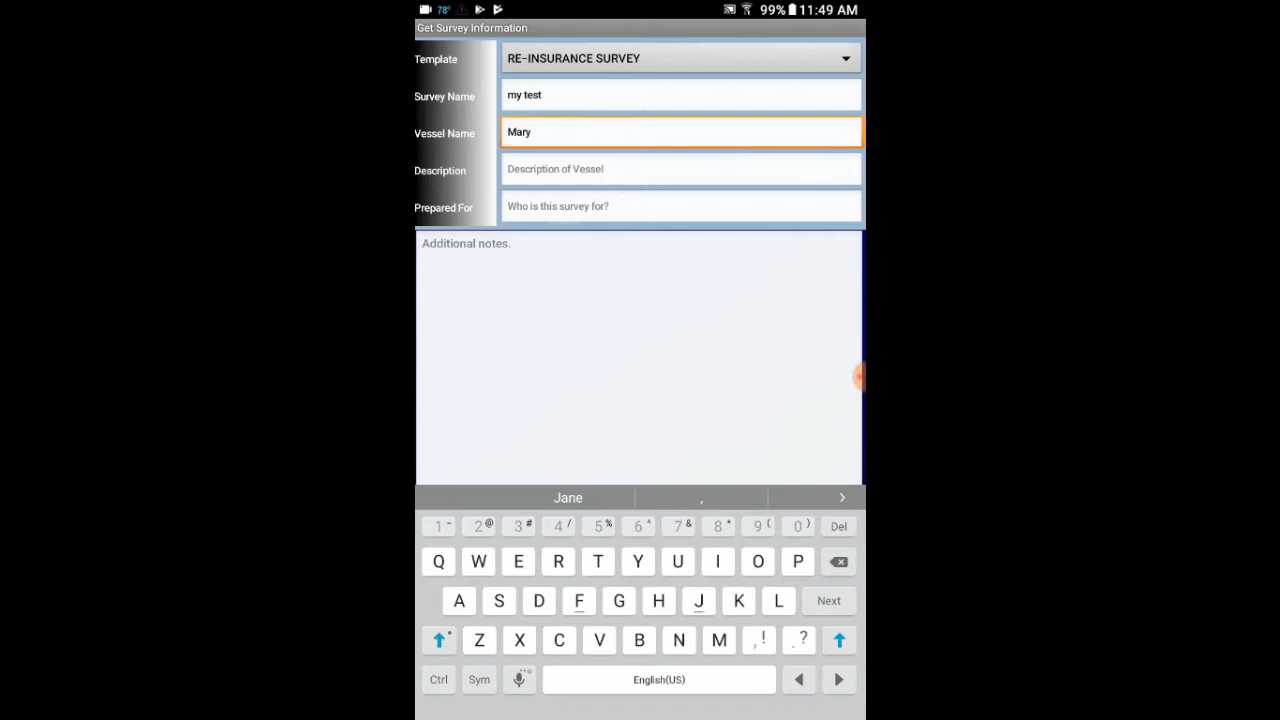 78° 99% 11:49 AM
Get Survey Information
Template RE-INSURANCE SURVEY
Survey Name my test
Vessel Name Mary
Description Description of Vessel
Prepared For Who is this survey for?
Additional notes.
Jane , >
1 - 2 @ 3 # 4 / 5 % 6 ^ 7 & 8 * 9 ( 0 ) Del
Q W E R T Y U I O P
A S D F G H J K L Next
Z X C V B N M , ! . ?
Ctrl Sym English(US)